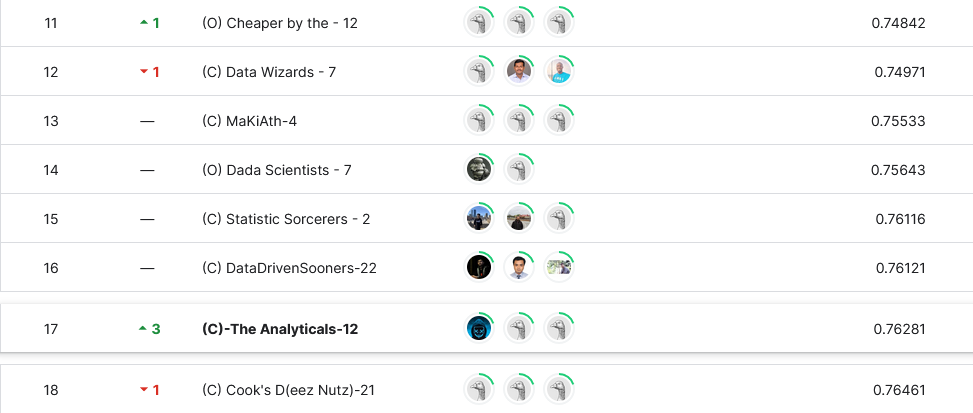 11 1 (O) Cheaper by the - 12 0.74842
12 1 (C) Data Wizards - 7 0.74971
13 — (C) MaKiAth-4 0.75533
14 — (O) Dada Scientists - 7 0.75643
15 — (C) Statistic Sorcerers - 2 0.76116
16 — (C) DataDrivenSooners-22 0.76121
17 3 (C)-The Analyticals-12 0.76281
18 1 (C) Cook's D(eez Nutz)-21 0.76461